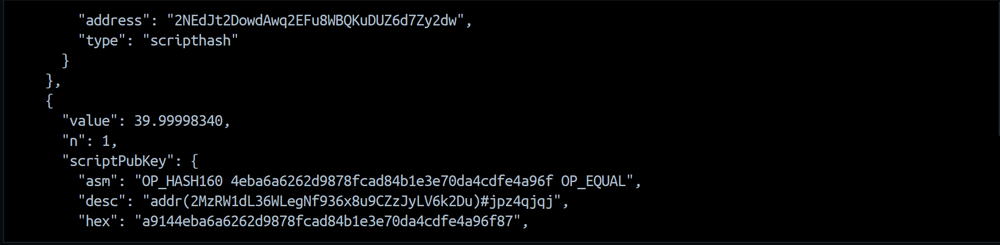 "address": "2NEdJt2DowdAwq2EFu8WBQKuDUZ6d7Zy2dw",
"type": "scripthash"
}
},
{
"value": 39.99998340,
"n": 1,
"scriptPubKey": {
"asm": "OP_HASH160 4eba6a6262d9878fcad84b1e3e70da4cdfe4a96f OP_EQUAL",
"desc": "addr(2MzRW1dL36WLegNf936x8u9CZzJyLV6k2Du)#jpz4qjqj",
"hex": "a9144eba6a6262d9878fcad84b1e3e70da4cdfe4a96f87",